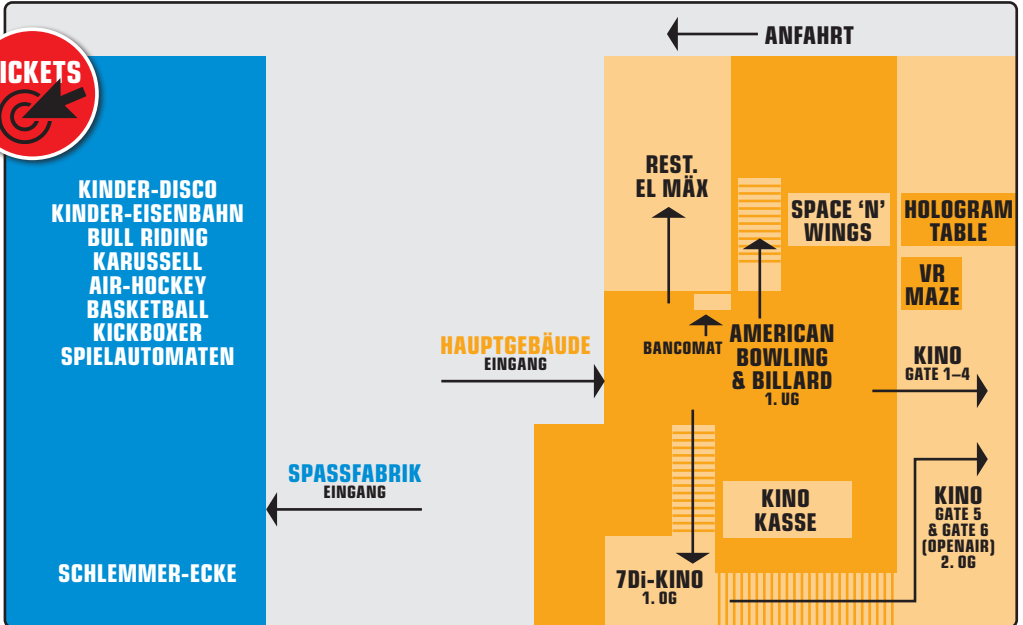 ANFAHRT
ICKETS
KINDER-DISCO
KINDER-EISENBAHN
BULL RIDING
KARUSSELL
AIR-HOCKEY
BASKETBALL
KICKBOXER
SPIELAUTOMATEN
SCHLEMMER-ECKE
SPASSFABRIK
EINGANG
HAUPTGEBÄUDE
EINGANG
REST.
EL MÄX
BANCOMAT
AMERICAN
BOWLING
& BILLARD
1. UG
SPACE ‘N’
WINGS
HOLOGRAM
TABLE
VR
MAZE
KINO
GATE 1–4
KINO
KASSE
7Di-KINO
1. OG
KINO
GATE 5
& GATE 6
(OPENAIR)
2. OG